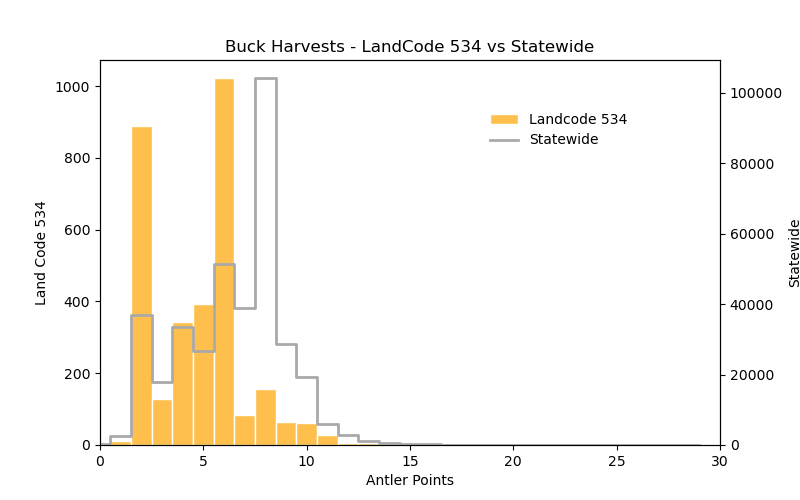 Buck Harvests - LandCode 534 vs Statewide
1000
800
600
400
200
0
Land Code 534
100000
80000
60000
40000
20000
0
Statewide
Landcode 534
Statewide
0 5 10 15 20 25 30
Antler Points